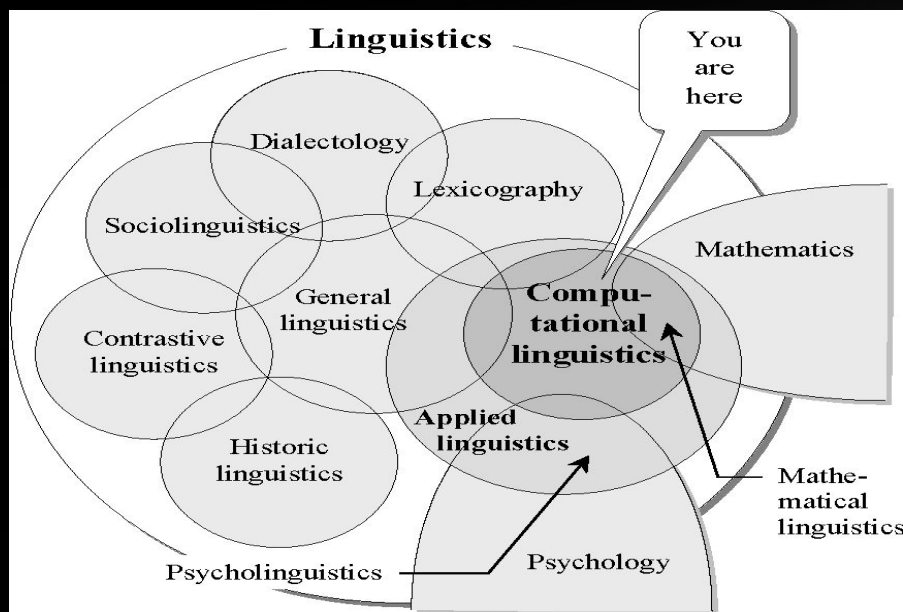 Linguistics
You
are
here
Dialectology
Lexicography
Sociolinguistics
Mathematics
General
linguistics
Compu-
tational
linguistics
Contrastive
linguistics
Applied
linguistics
Historic
linguistics
Mathe-
matical
linguistics
Psycholinguistics
Psychology